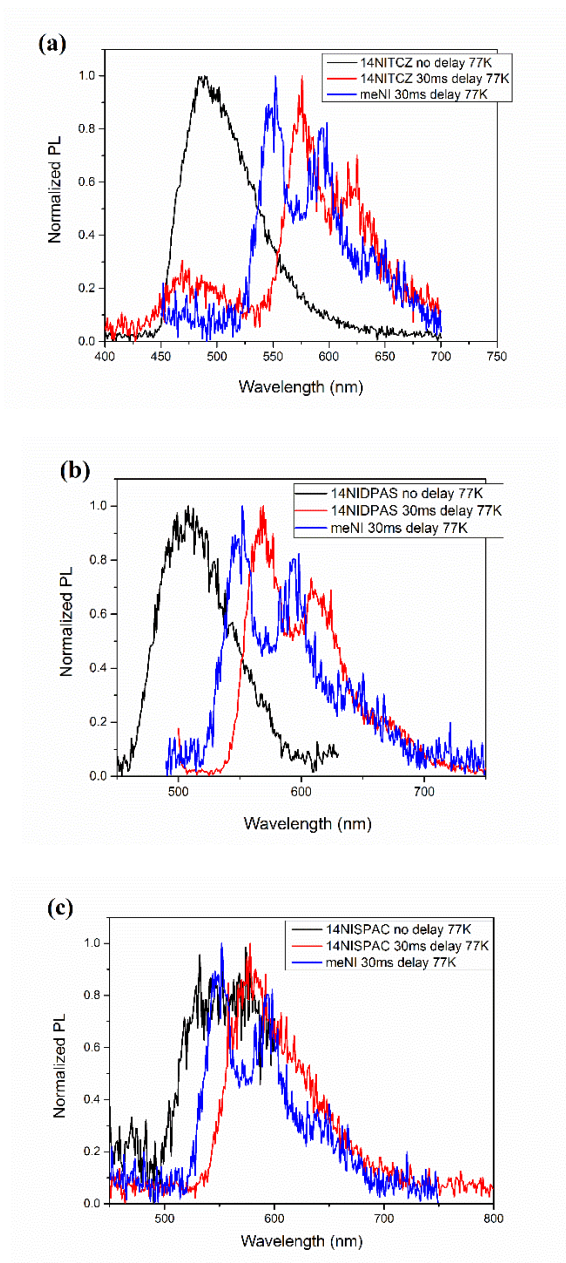 (a)
14NITCZ no delay 77K
14NITCZ 30ms delay 77K
meNI 30ms delay 77K
Normalized PL
1.0
0.8
0.6
0.4
0.2
0.0
400 450 500 550 600 650 700 750
Wavelength (nm)
(b)
14NIDPAS no delay 77K
14NIDPAS 30ms delay 77K
meNI 30ms delay 77K
Normalized PL
1.0
0.8
0.6
0.4
0.2
0.0
500 600 700
Wavelength (nm)
(c)
14NISPAC no delay 77K
14NISPAC 30ms delay 77K
meNI 30ms delay 77K
Normalized PL
1.0
0.8
0.6
0.4
0.2
0.0
500 600 700 800
Wavelength (nm)